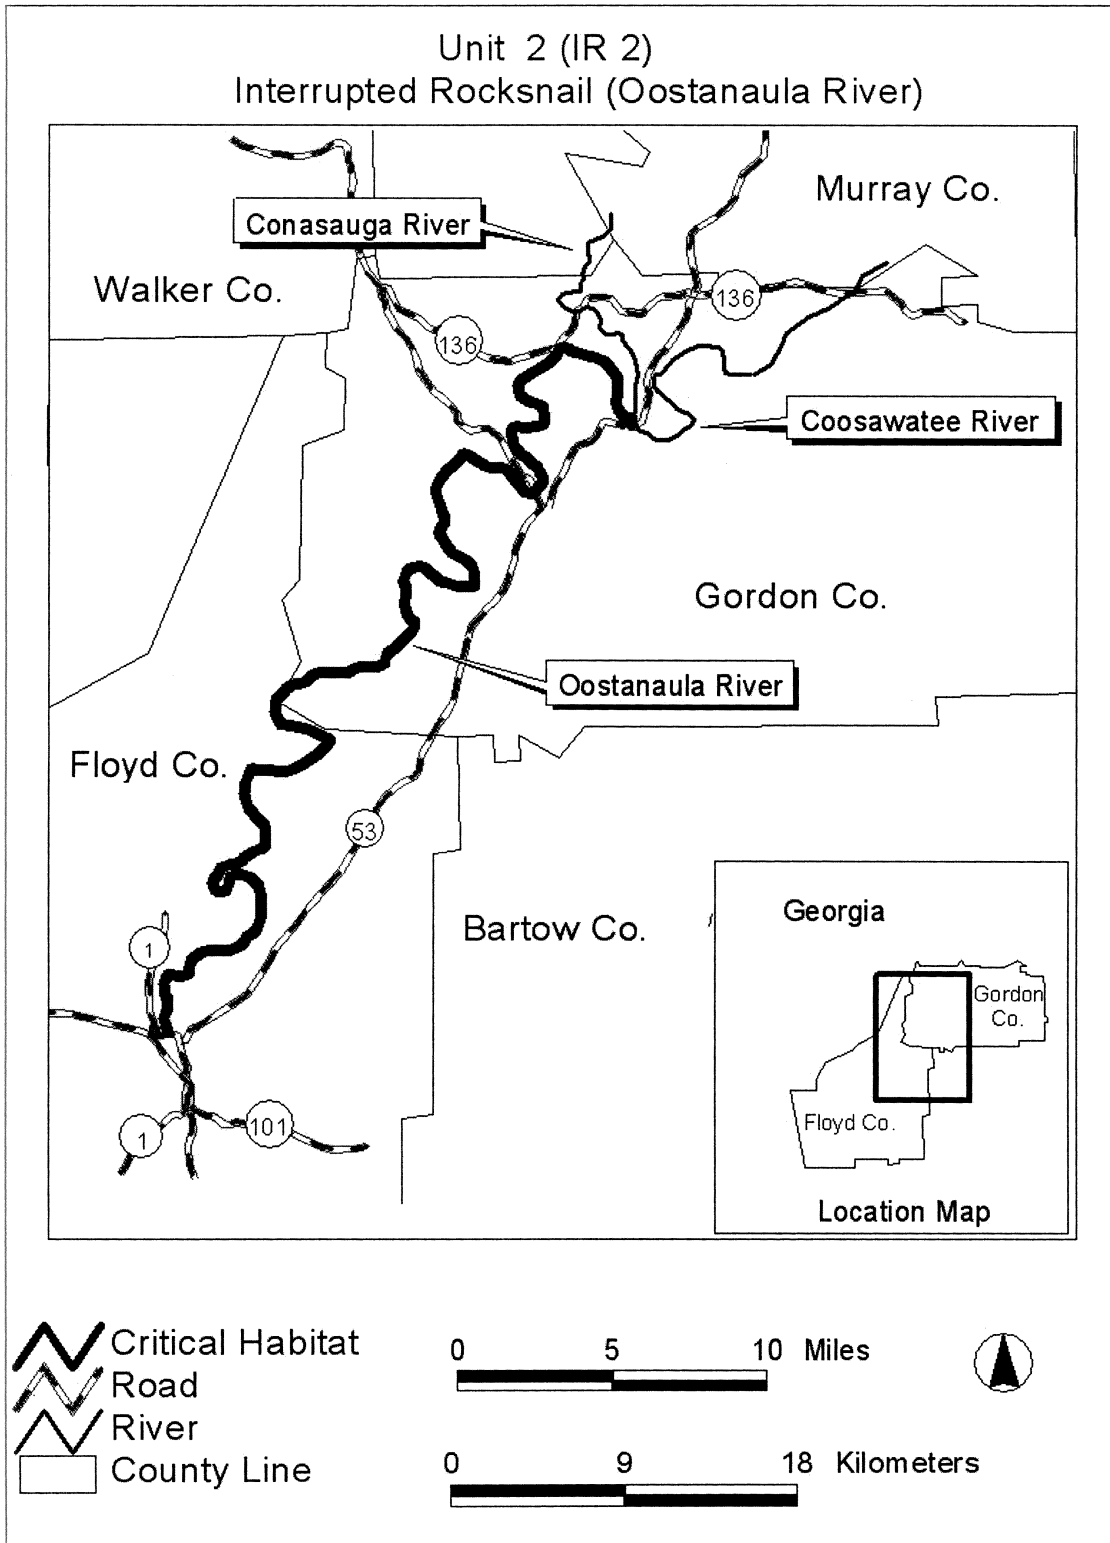 Unit 2 (IR 2)
Interrupted Rocksnail (Oostanaula River)
Murray Co.
Conasauga River
Walker Co.
136
136
Coosawatee River
Gordon Co.
Oostanaula River
Floyd Co.
53
Bartow Co.
1
1
101
Georgia
Gordon
Co.
Floyd Co.
Location Map
Critical Habitat
Road
River
County Line
0 5 10 Miles
0 9 18 Kilometers